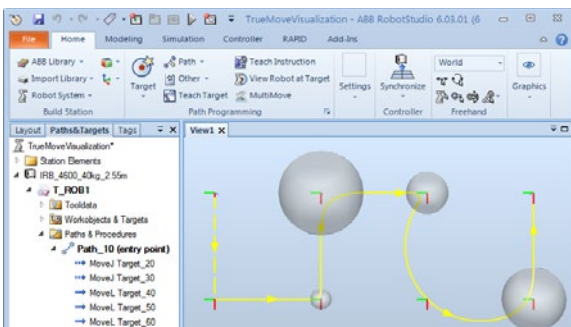 TrueMoveVisualization - ABB RobotStudio 6.03.01 (6
File Home Modeling Simulation Controller RAPID Add-Ins
ABB Library
Import Library
Robot System
Build Station
Target
Path
Other
Teach Target
Teach Instruction
View Robot at Target
MultiMove
Path Programming
Settings
Synchronize
Controller
World
Freehand
Graphics
Layout Paths&Targets Tags
View1
TrueMoveVisualization*
Station Elements
IRB_4600_40kg_2.55m
T_ROB1
Tooldata
Workobjects & Targets
Paths & Procedures
Path_10 (entry point)
MoveJ Target_20
MoveJ Target_30
MoveL Target_40
MoveL Target_50
MoveL Target_60